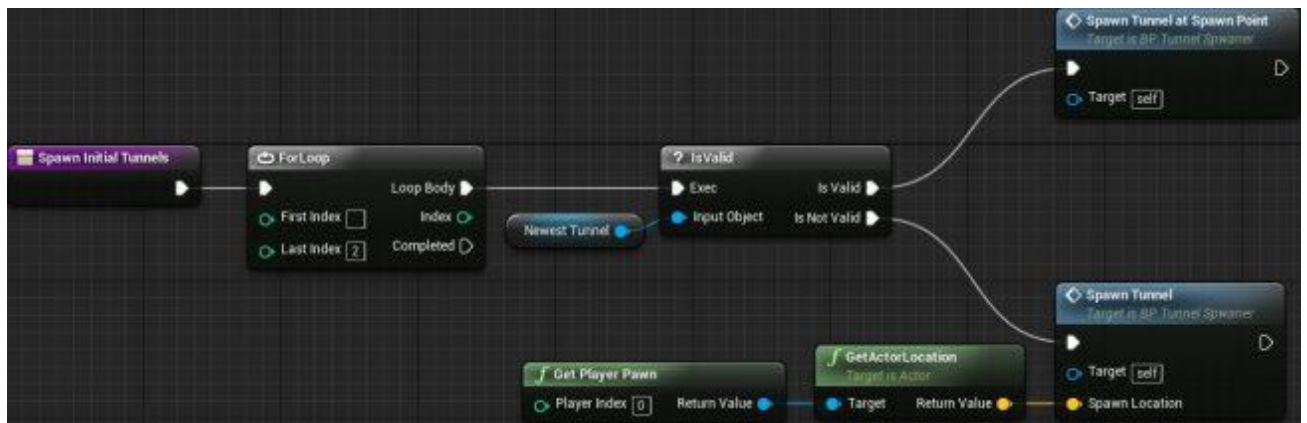 Spawn Tunnel at Spawn Point
Target is BP Tunnel Spwaner
Target self
Spawn Initial Tunnels
ForLoop
Loop Body
First Index
Index
Last Index 2
Completed
? IsValid
Exec
Is Valid
Input Object
Is Not Valid
Newest Tunnel
Spawn Tunnel
Target is BP Tunnel Spwaner
Target self
Spawn Location
f Get Player Pawn
Player Index 0
Return Value
f GetActorLocation
Target is Actor
Target
Return Value